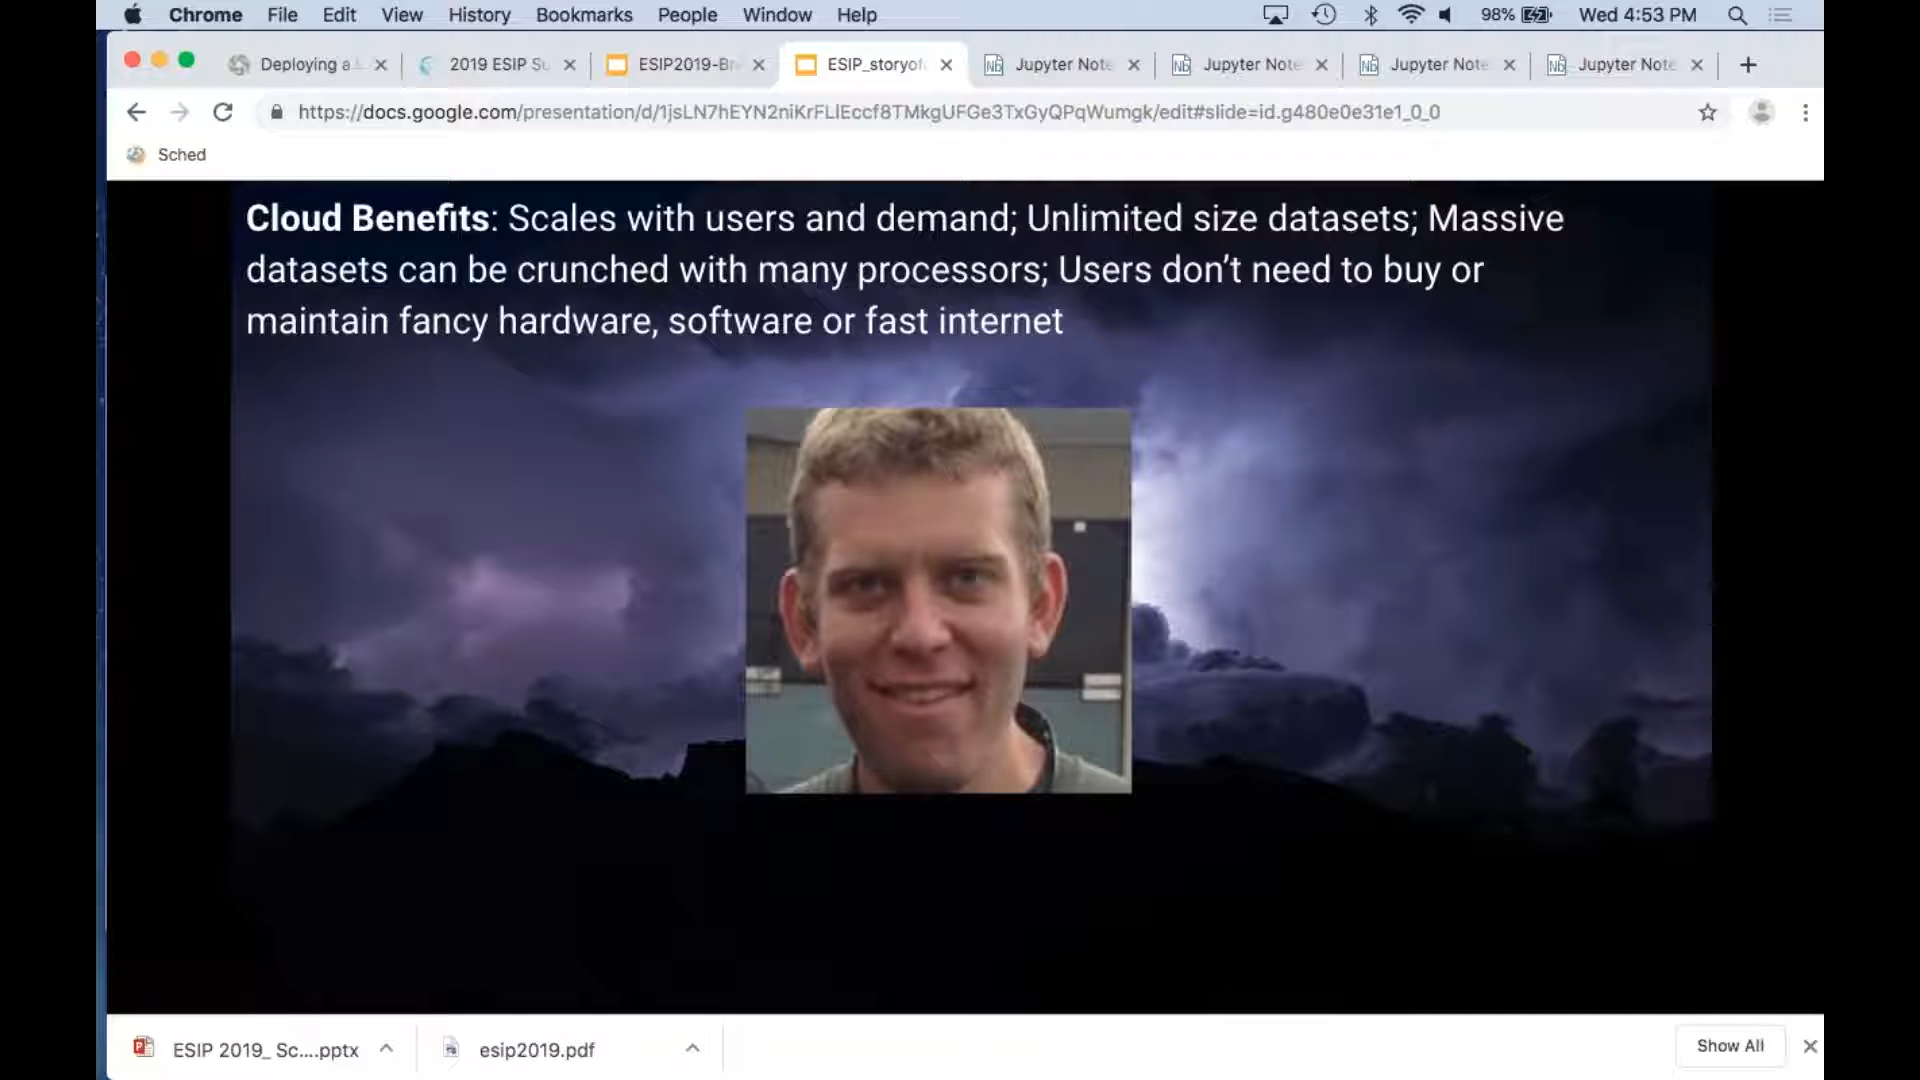 Chrome File Edit View History Bookmarks People Window Help 98% Wed 4:53 PM
Deploying a 2019 ESIP Su ESIP2019-Br ESIP_storyof Jupyter Note Jupyter Note Jupyter Note Jupyter Note
https://docs.google.com/presentation/d/1jsLN7hEYN2niKrFLlEccf8TMkgUFGe3TxGyQPqWumgk/edit#slide=id.g480e0e31e1_0_0
Sched
Cloud Benefits: Scales with users and demand; Unlimited size datasets; Massive
datasets can be crunched with many processors; Users don’t need to buy or
maintain fancy hardware, software or fast internet
ESIP 2019_ Sc....pptx esip2019.pdf Show All